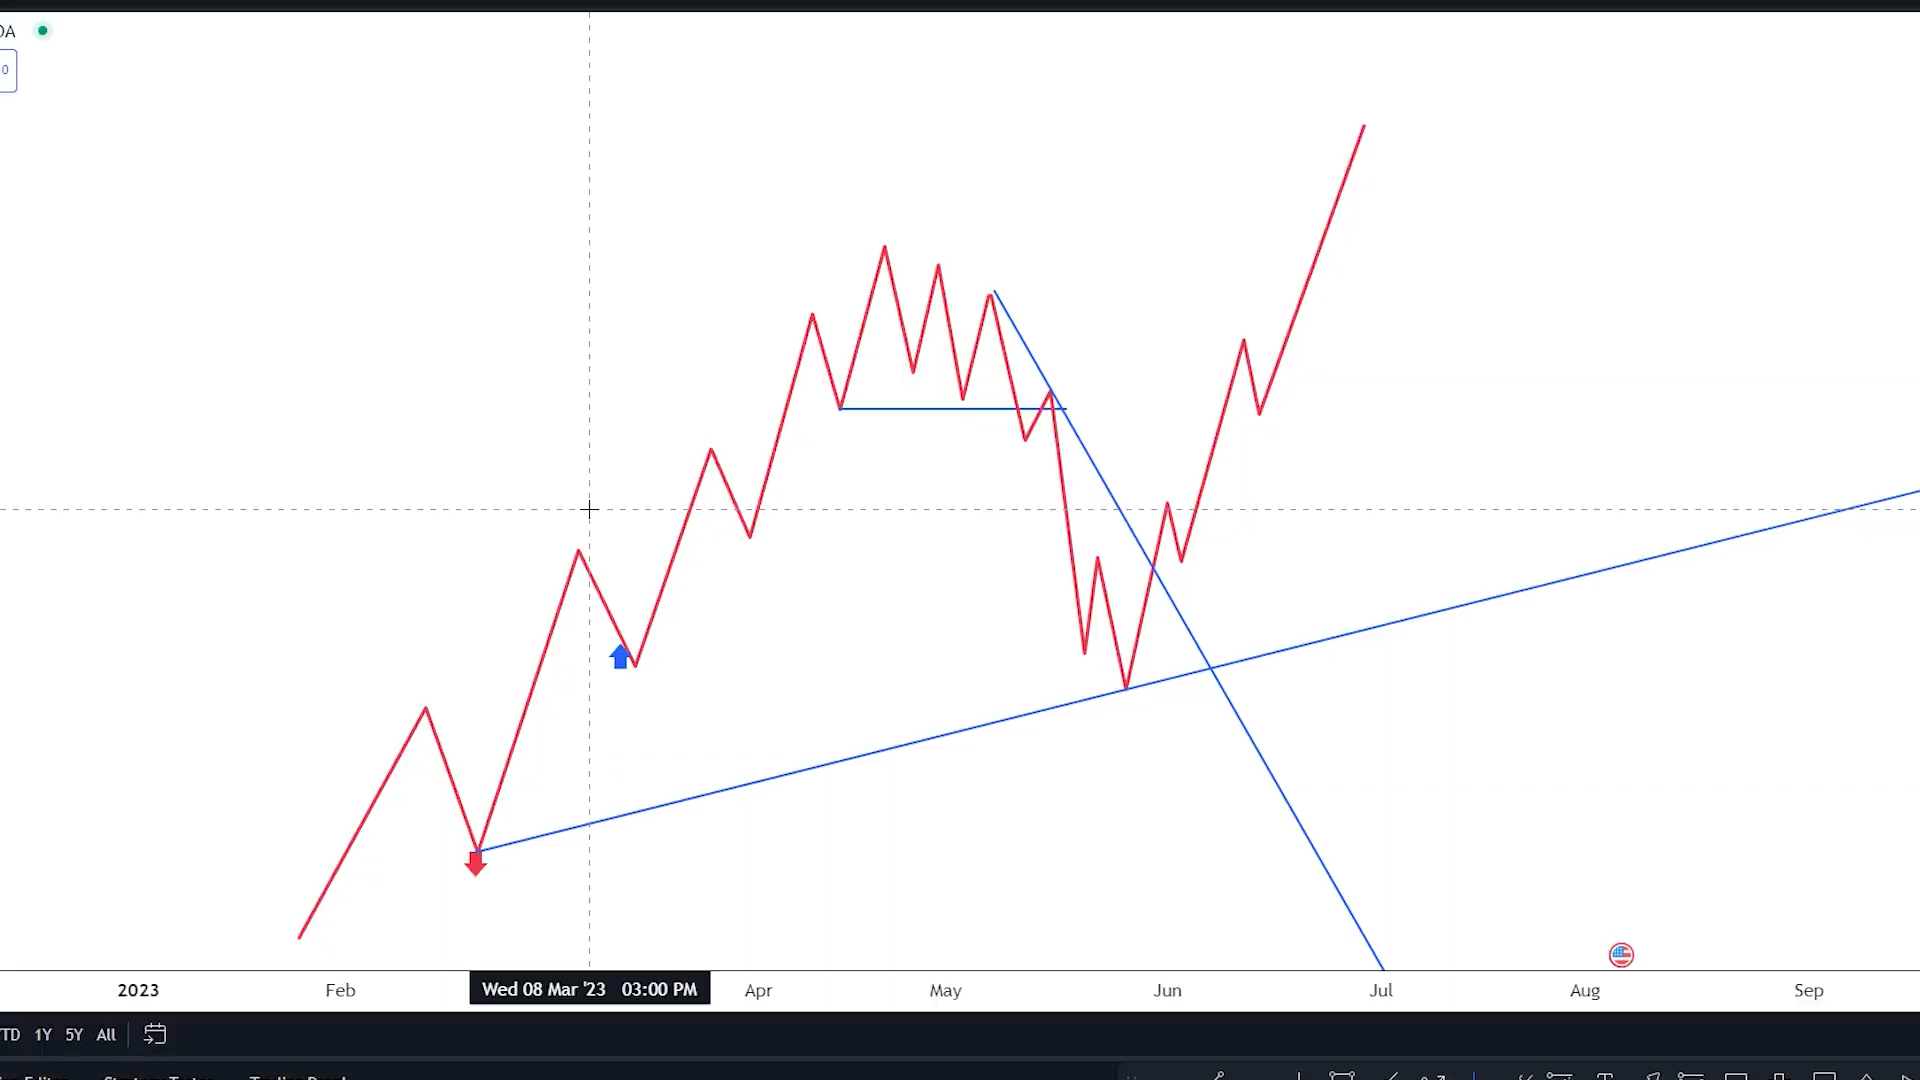 DA
0
2023 Feb Wed 08 Mar '23 03:00 PM Apr May Jun Jul Aug Sep
TD 1Y 5Y All